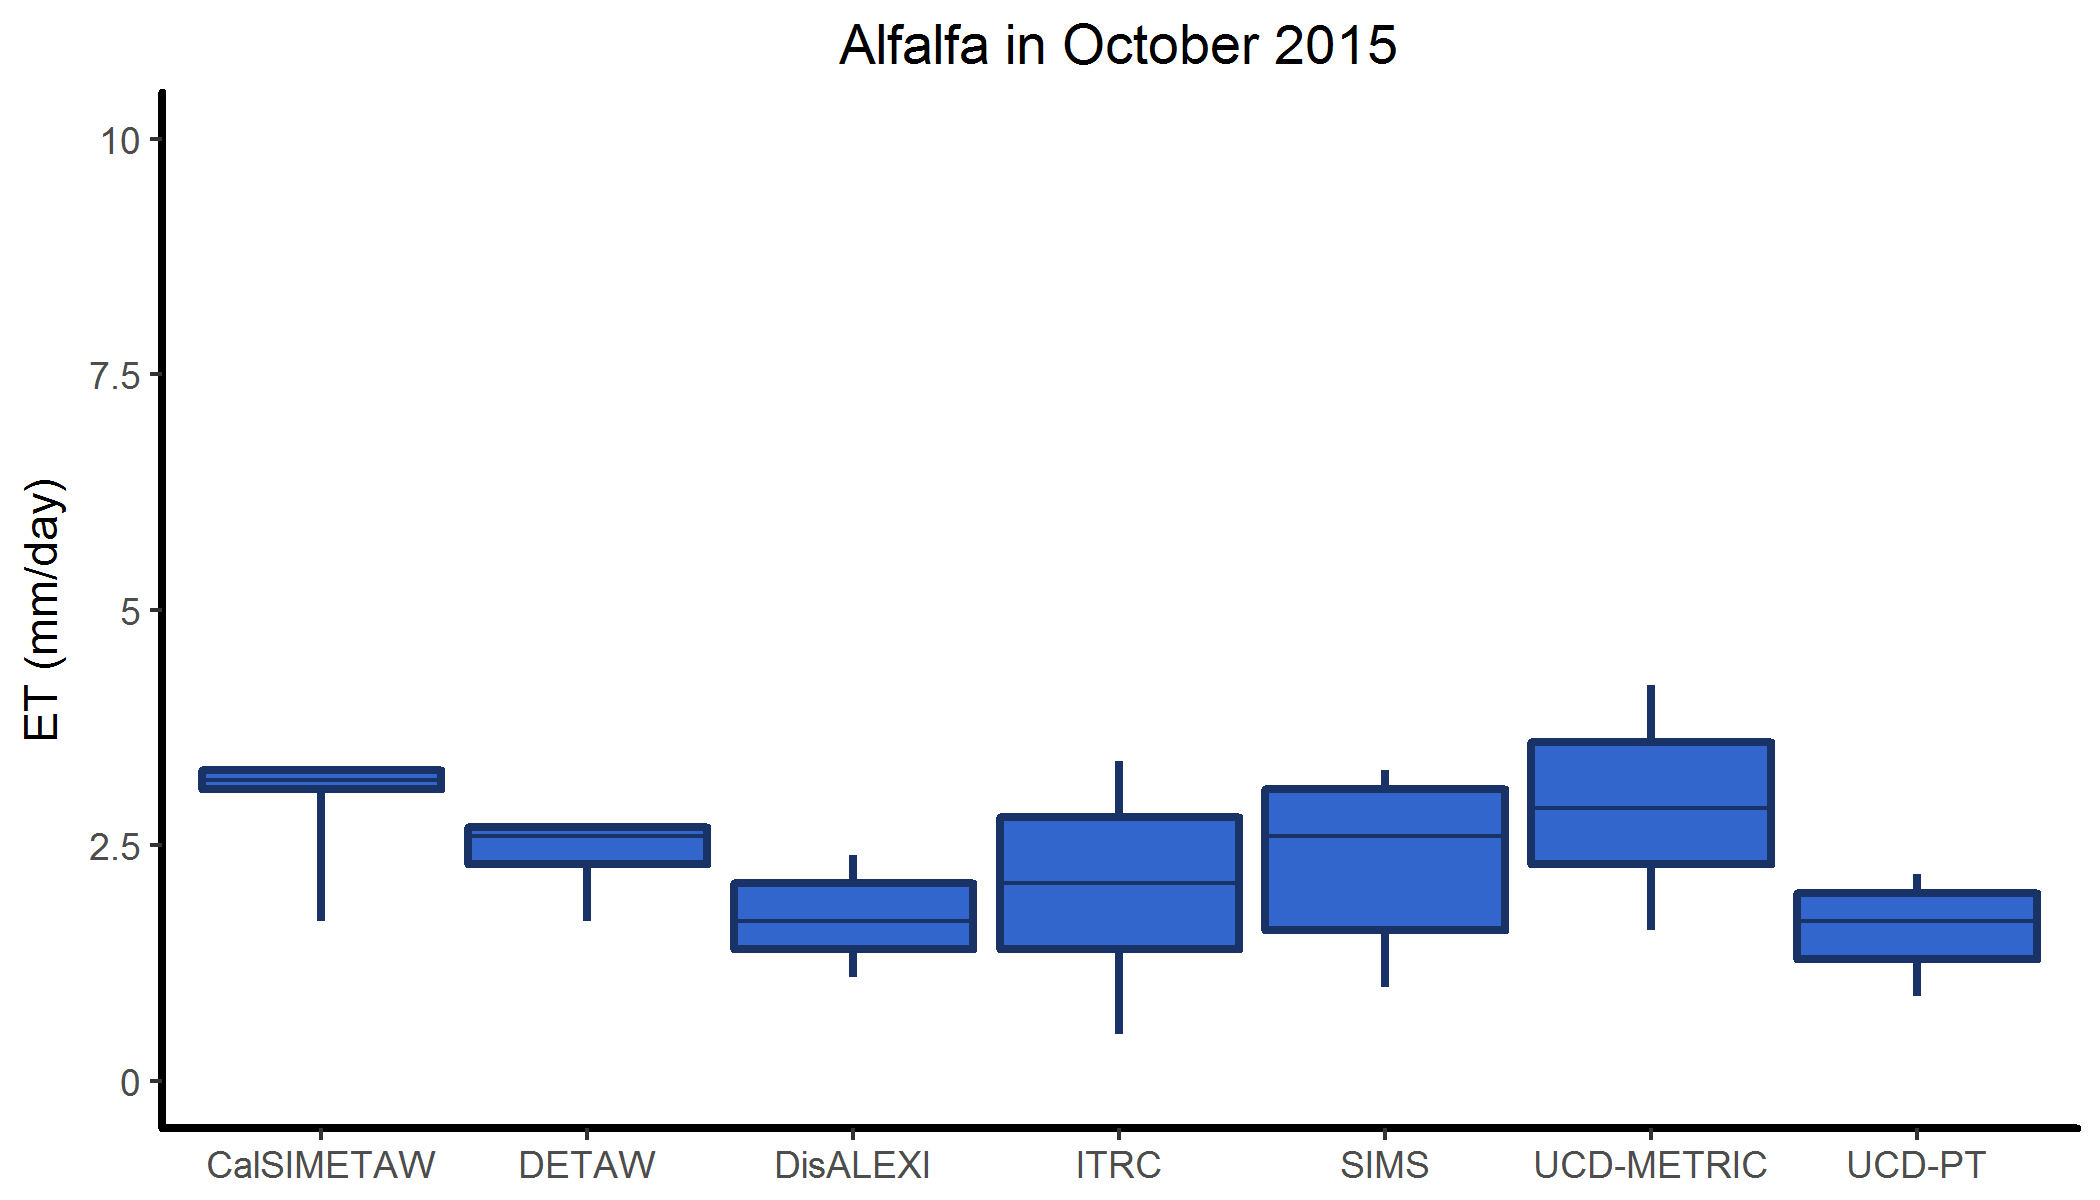 Alfalfa in October 2015
ET (mm/day)
10
7.5
5
2.5
0
CalSIMETAW DETAW DisALEXI ITRC SIMS UCD-METRIC UCD-PT